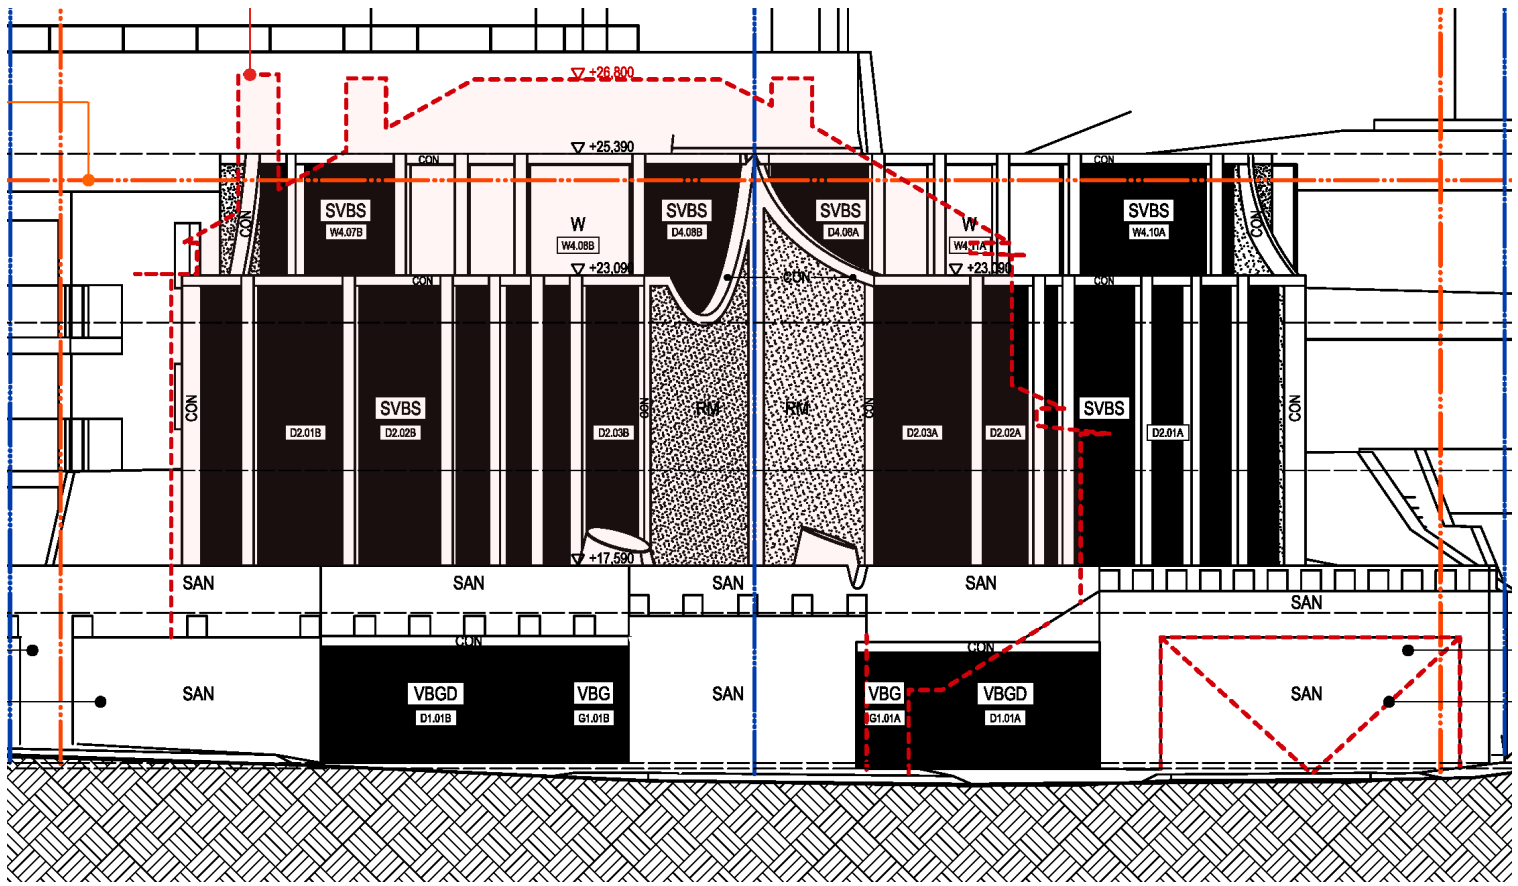 +26,800
+25,390
CON
CON
SVBS
W4.07B
CON
W
W4.08B
SVBS
D4.08B
SVBS
D4.06A
W
W4.11A
SVBS
W4.10A
CON
+23,090
+23,090
CON
CON
CON
CON
SVBS
D2.01B
D2.02B
D2.03B
CON
RM
RM
CON
D2.03A
D2.02A
SVBS
D2.01A
CON
+17,590
SAN
SAN
SAN
SAN
SAN
CON
CON
SAN
VBGD
D1.01B
VBG
G1.01B
SAN
VBG
G1.01A
VBGD
D1.01A
SAN